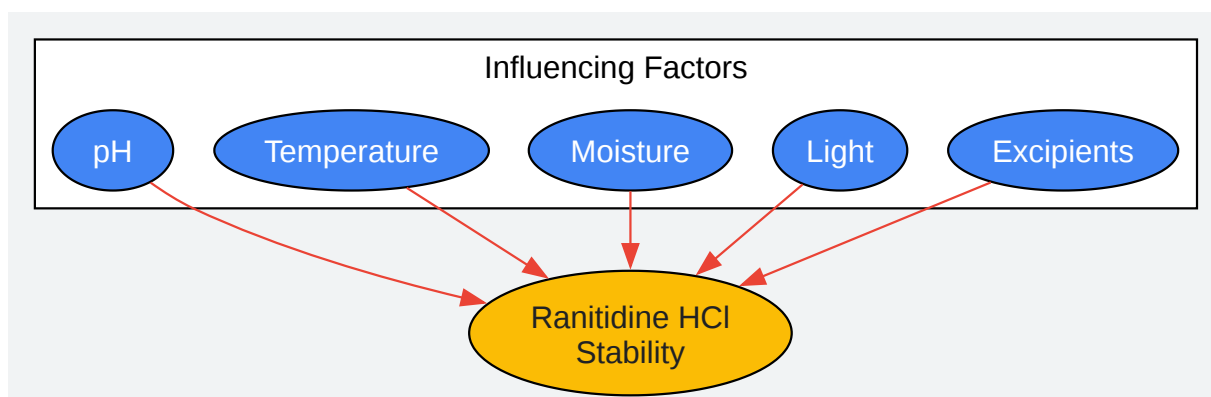 Influencing Factors
pH
Temperature
Moisture
Light
Excipients
Ranitidine HCl
Stability